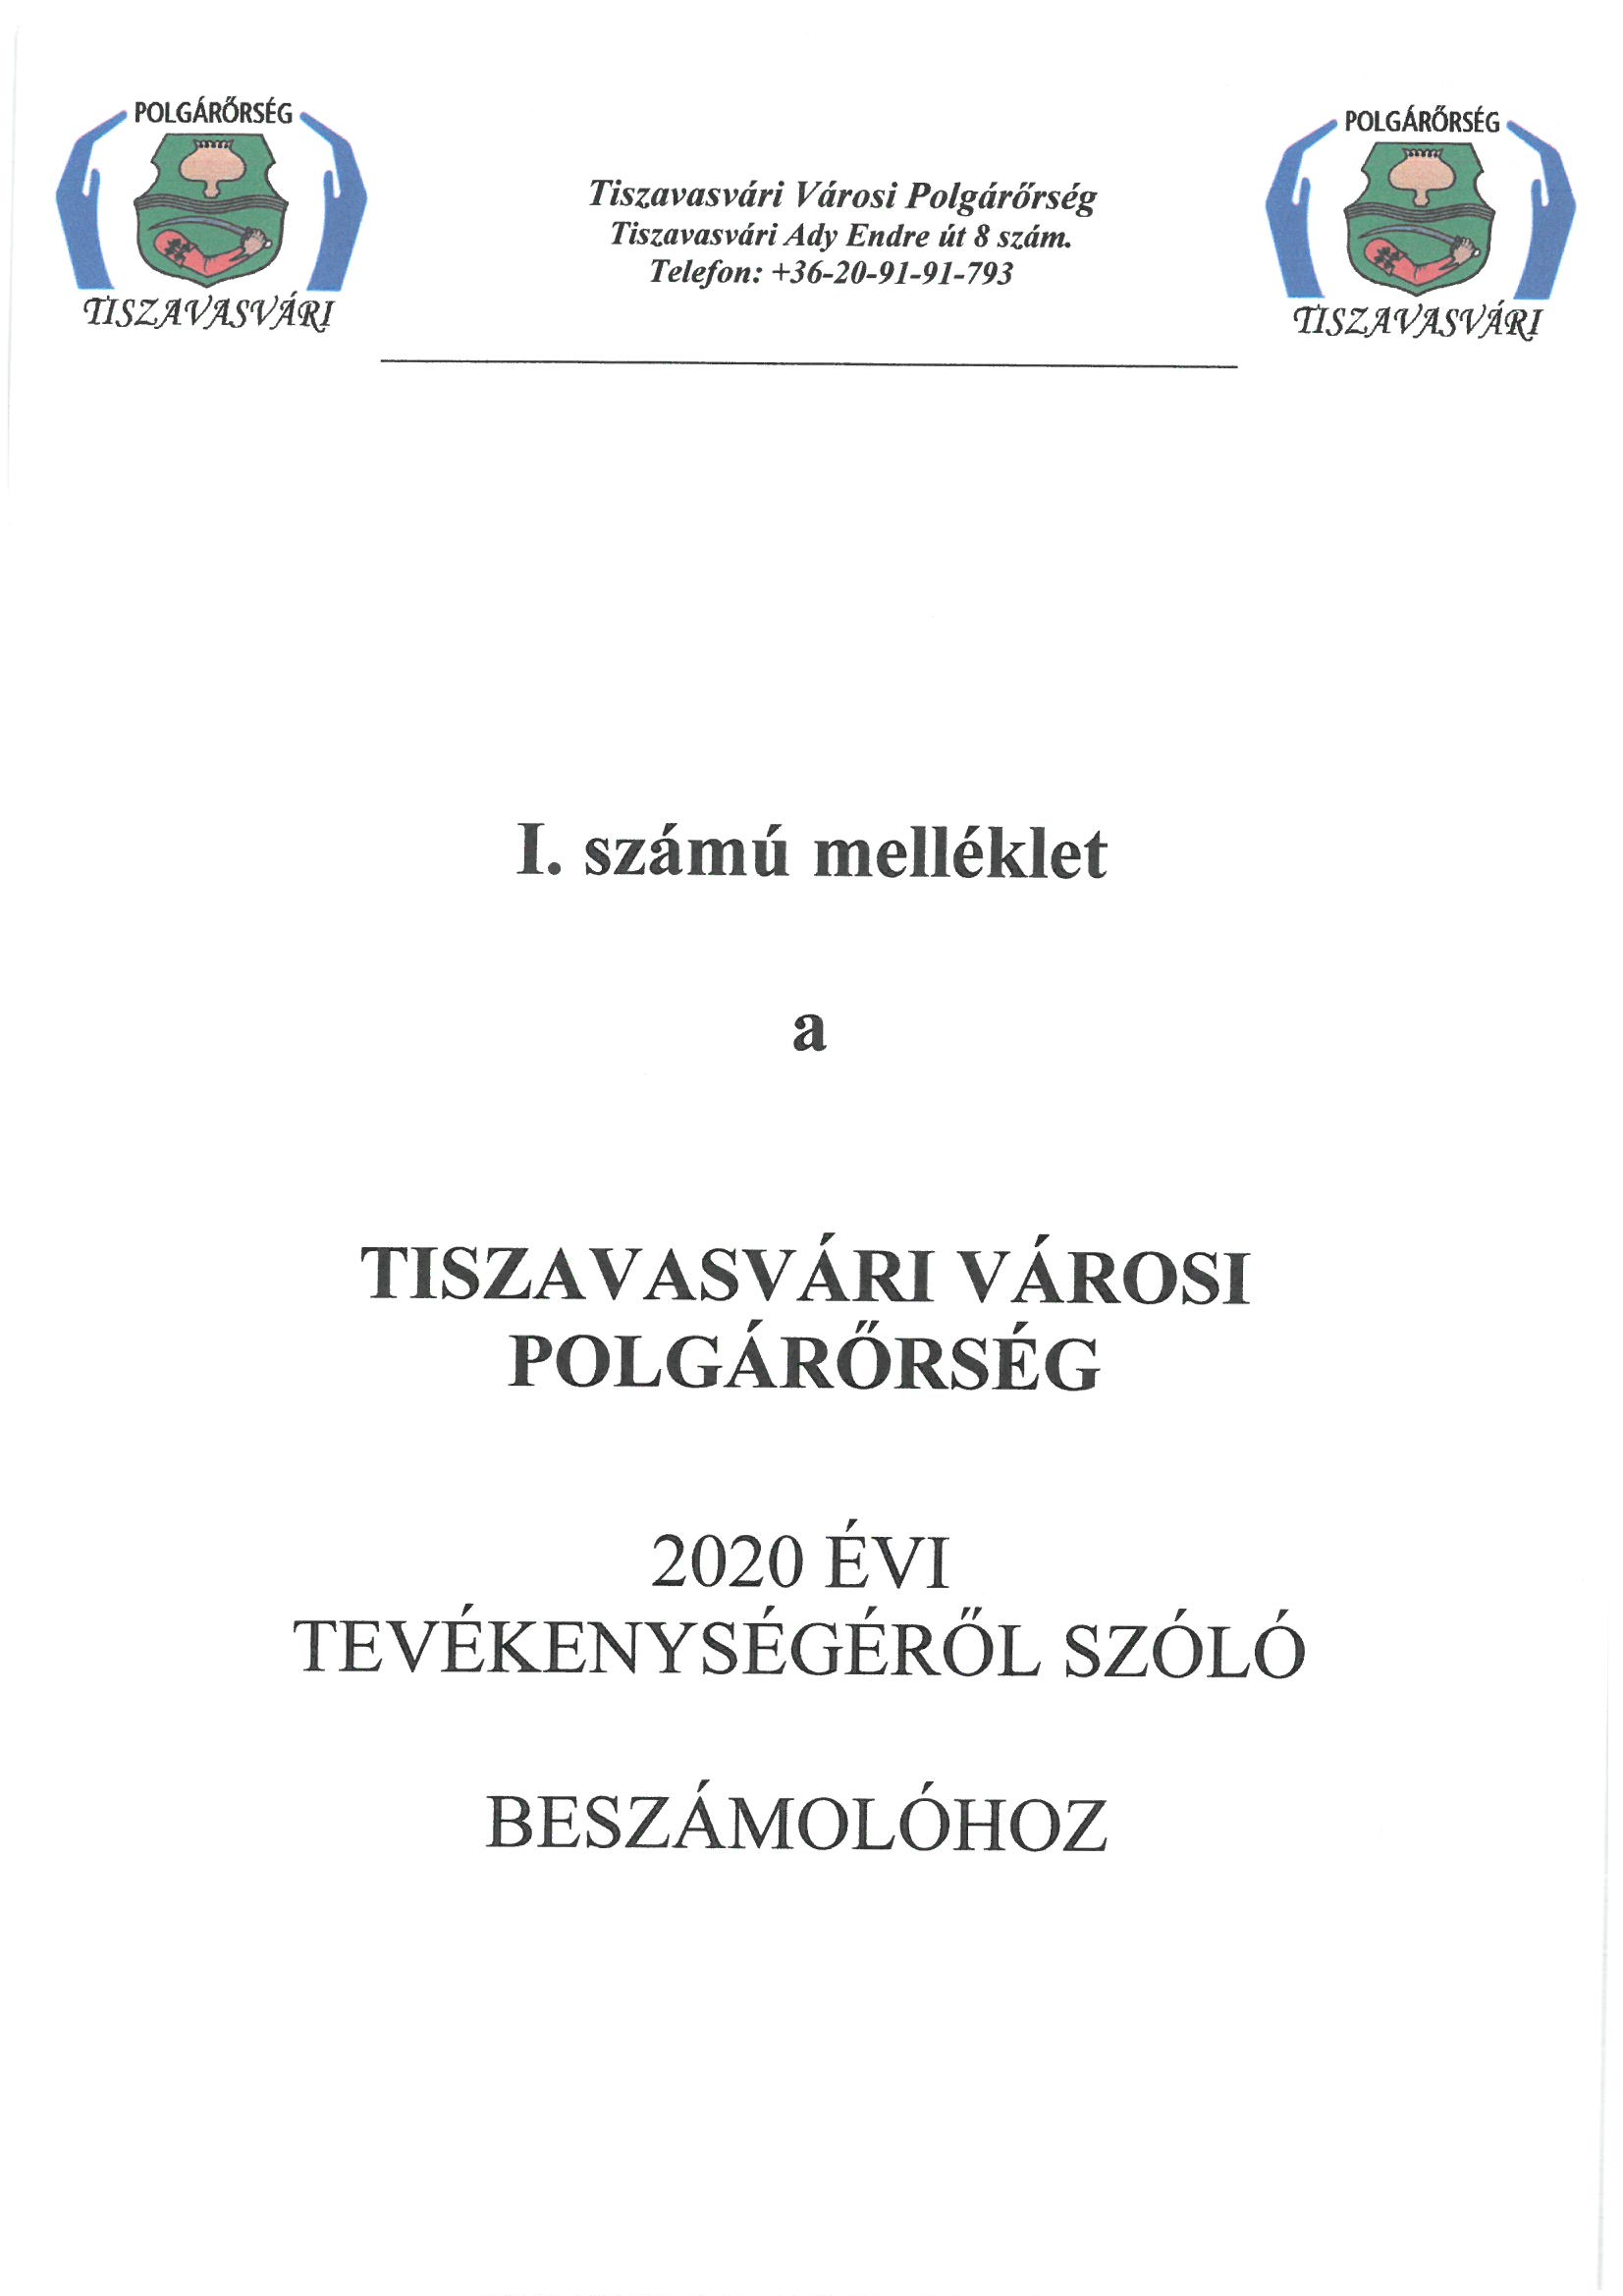 POLGÁRŐRSÉG
TISZAVASVÁRI
Tiszavasvári Városi Polgárőrség
Tiszavasvári Ady Endre út 8 szám.
Telefon: +36-20-91-91-793
POLGÁRŐRSÉG
TISZAVASVÁRI
I. számú melléklet
a
TISZAVASVÁRI VÁROSI
POLGÁRŐRSÉG
2020 ÉVI
TEVÉKENYSÉGÉRŐL SZÓLÓ
BESZÁMOLÓHOZ